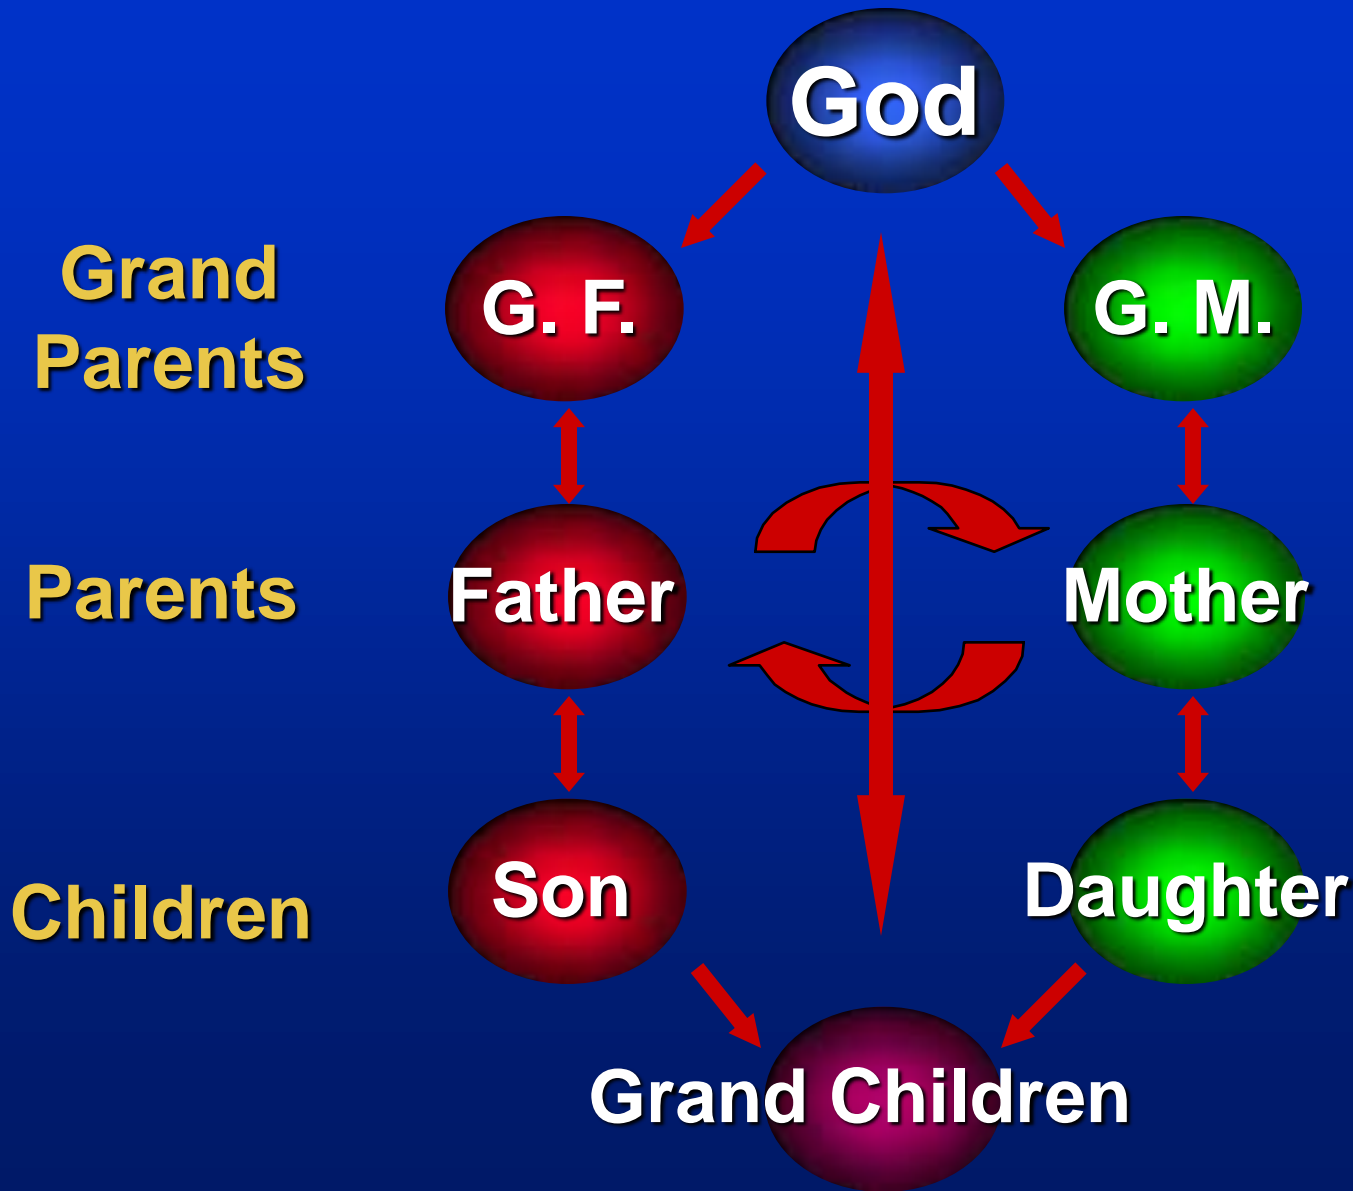 God
Grand
Parents
G. F.
G. M.
Parents
Father
Mother
Children
Son
Daughter
Grand Children